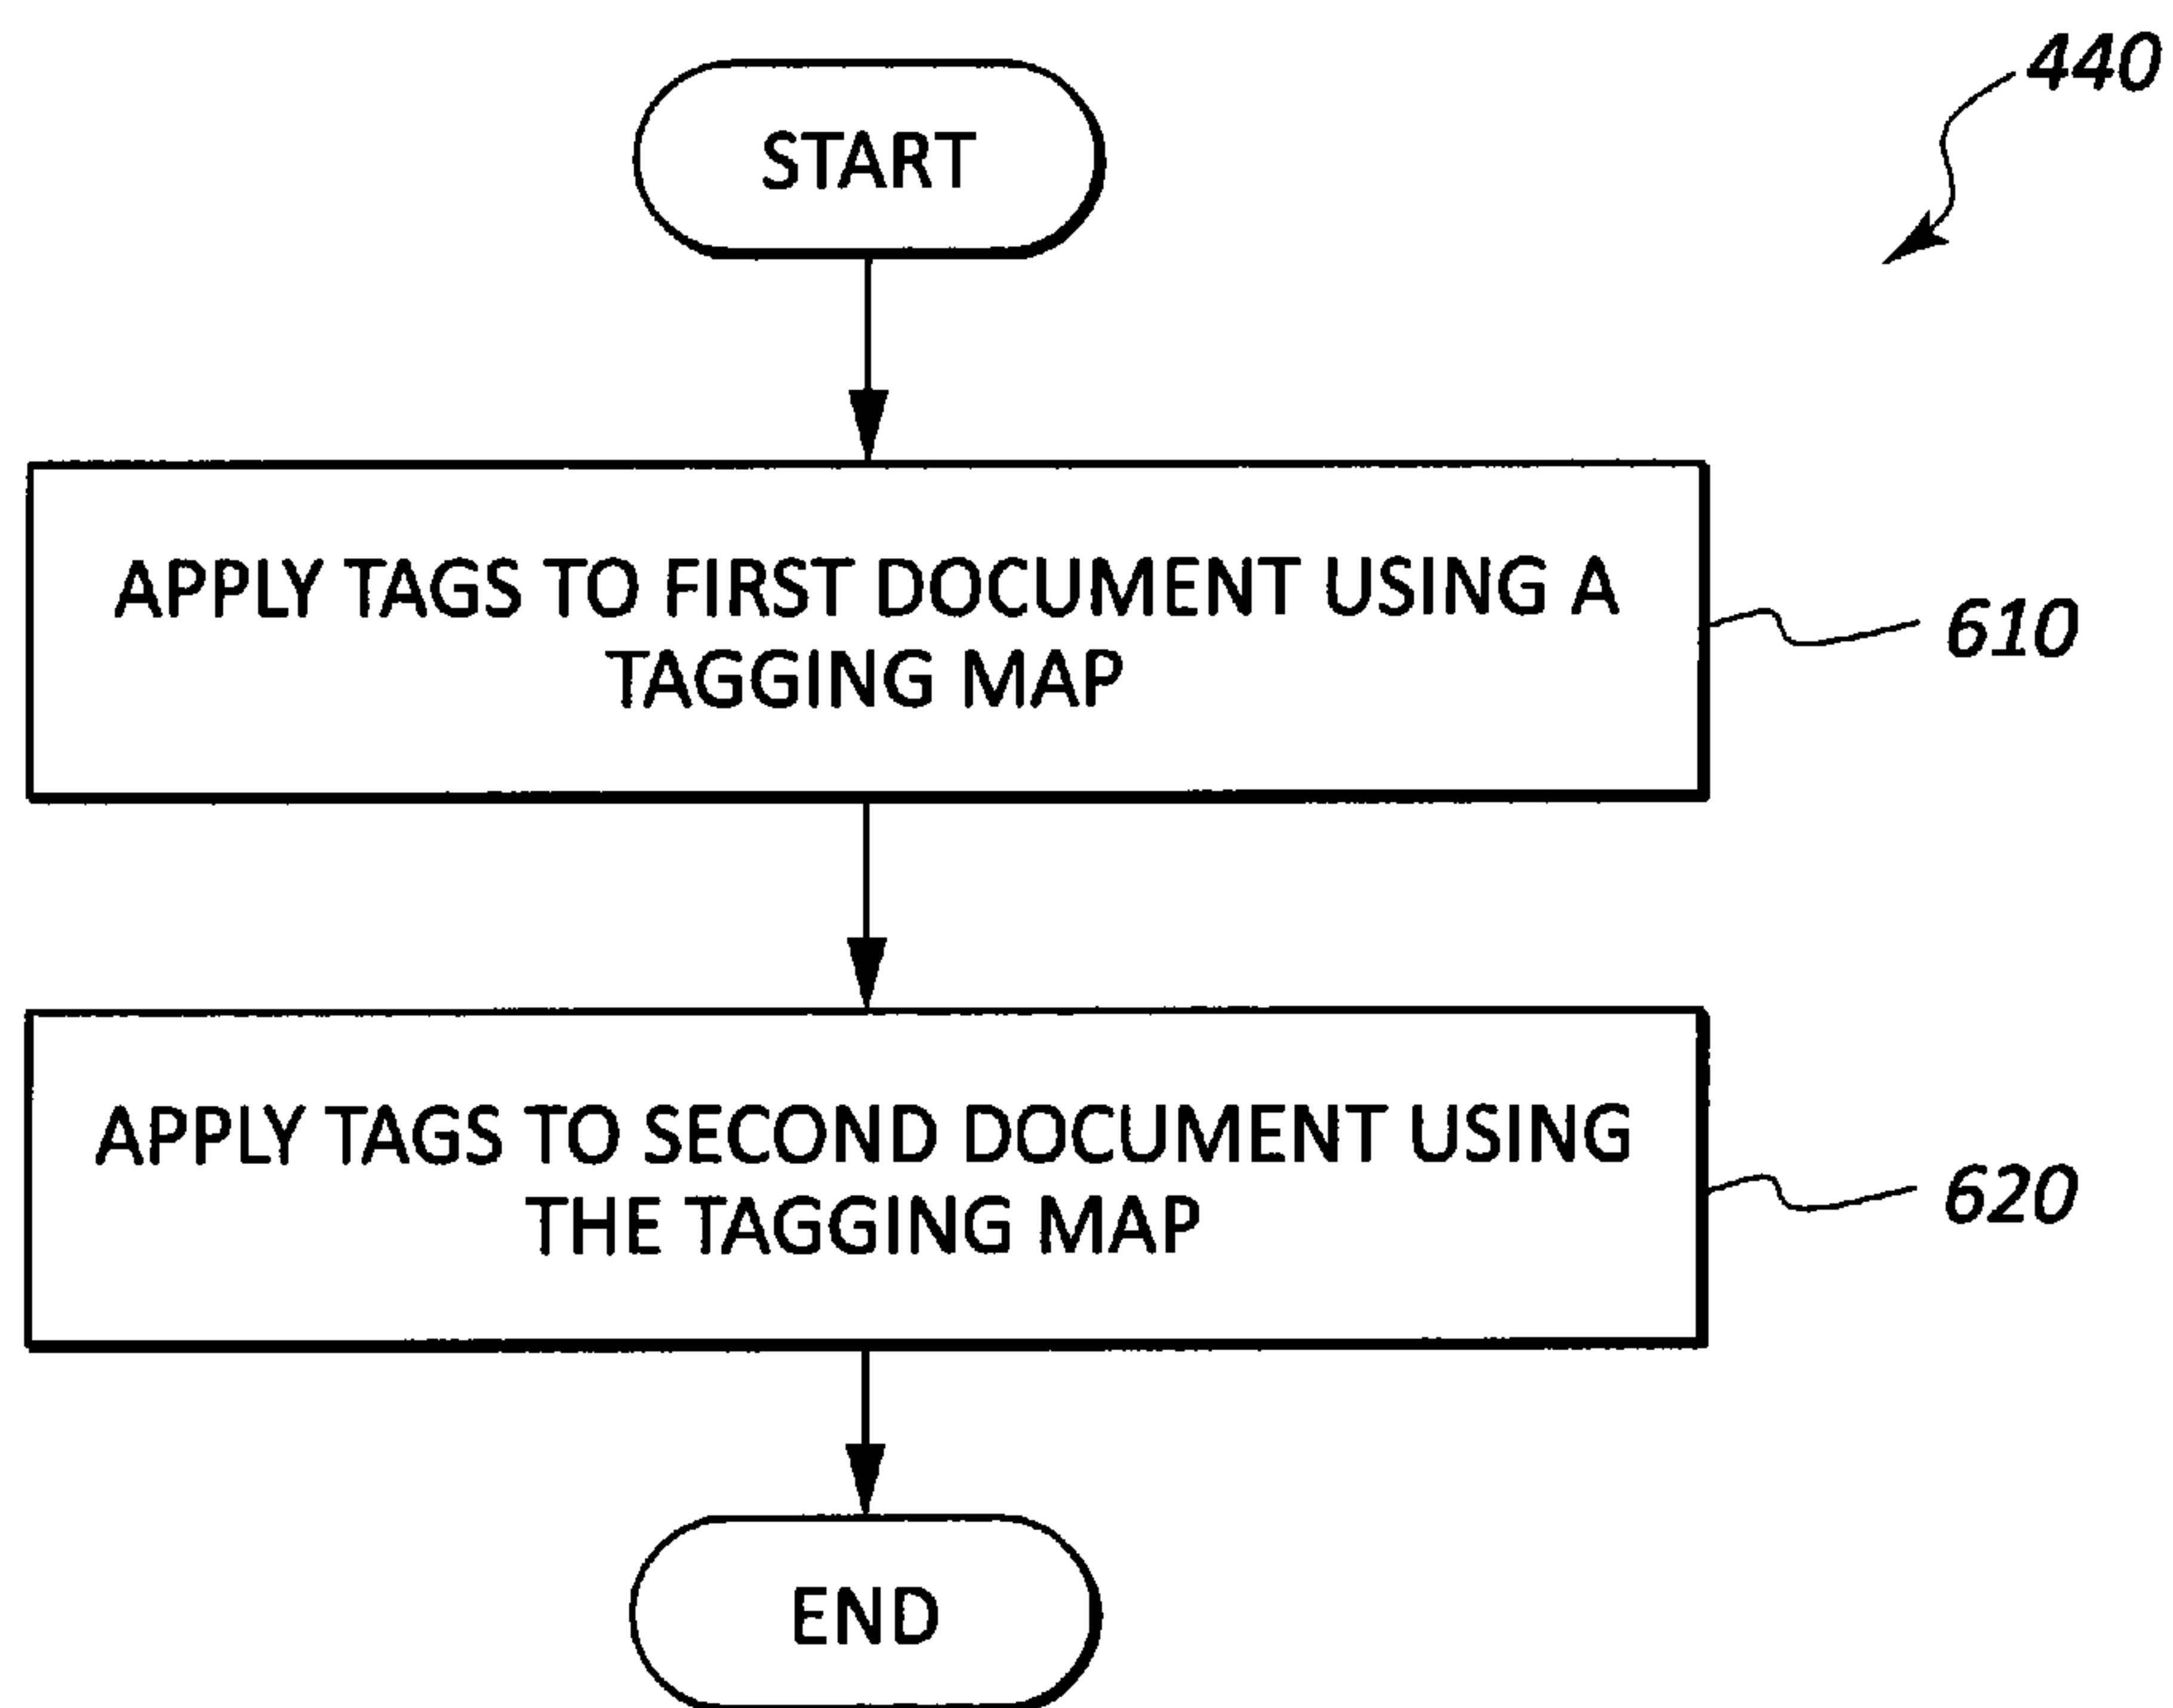 440
START
APPLY TAGS TO FIRST DOCUMENT USING A
TAGGING MAP
610
APPLY TAGS TO SECOND DOCUMENT USING
THE TAGGING MAP
620
END